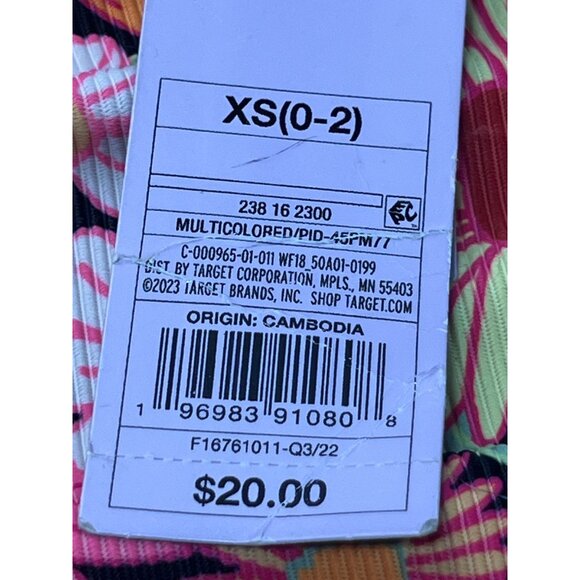 XS(0-2)
238 16 2300
MULTICOLORED/PID-45PM77
C-000965-01-011 WF18_50A01-0199
DIST. BY TARGET CORPORATION, MPLS., MN 55403
©2023 TARGET BRANDS, INC. SHOP TARGET.COM
ORIGIN: CAMBODIA
1 96983 91080 8
F16761011-Q3/22
$20.00